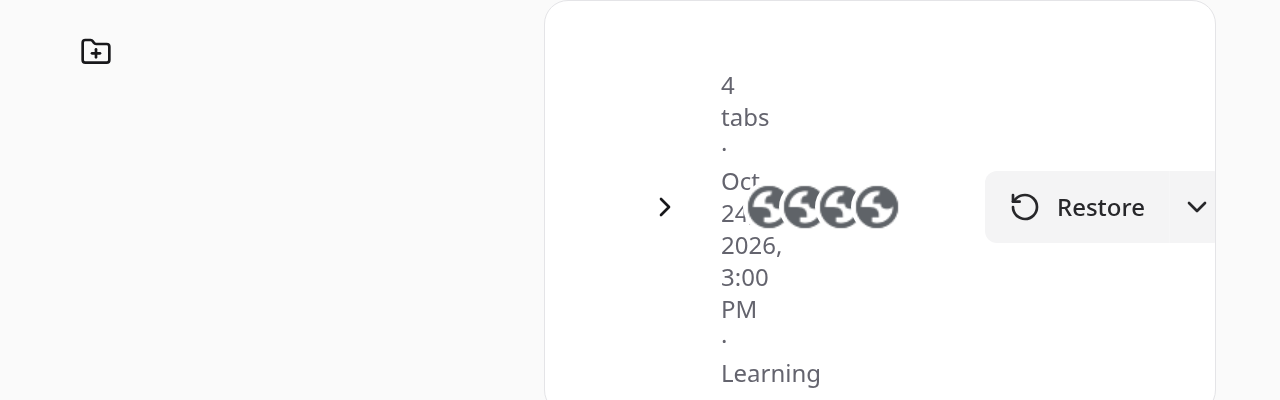 4
tabs
·
Oct
24
2026,
3:00
PM
·
Learning
Restore